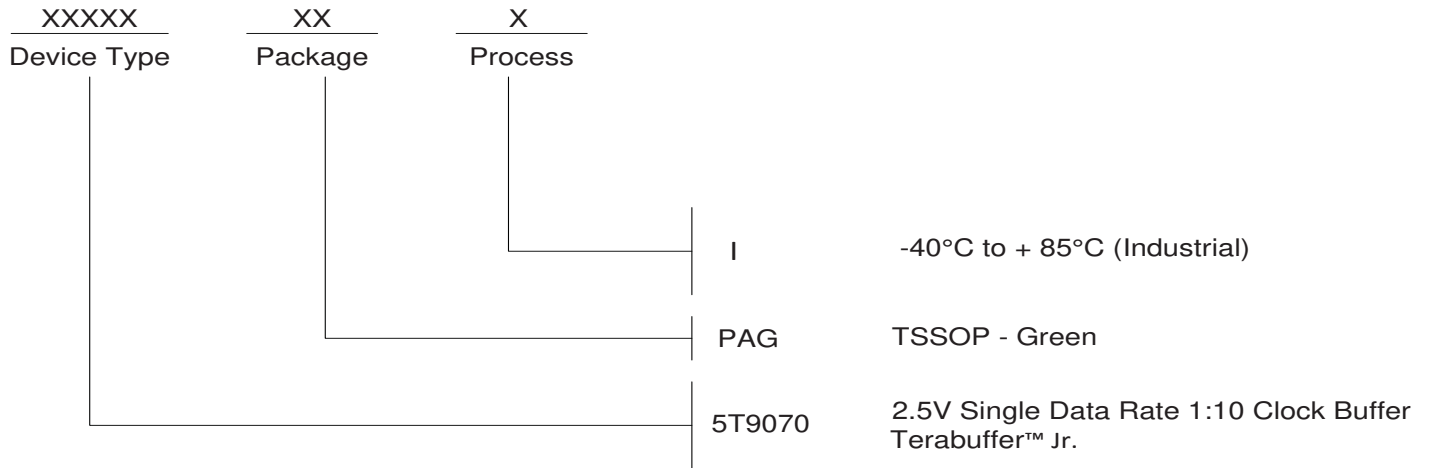 XXXXX XX X
Device Type Package Process
I -40°C to + 85°C (Industrial)
PAG TSSOP - Green
5T9070 2.5V Single Data Rate 1:10 Clock Buffer
Terabuffer™ Jr.